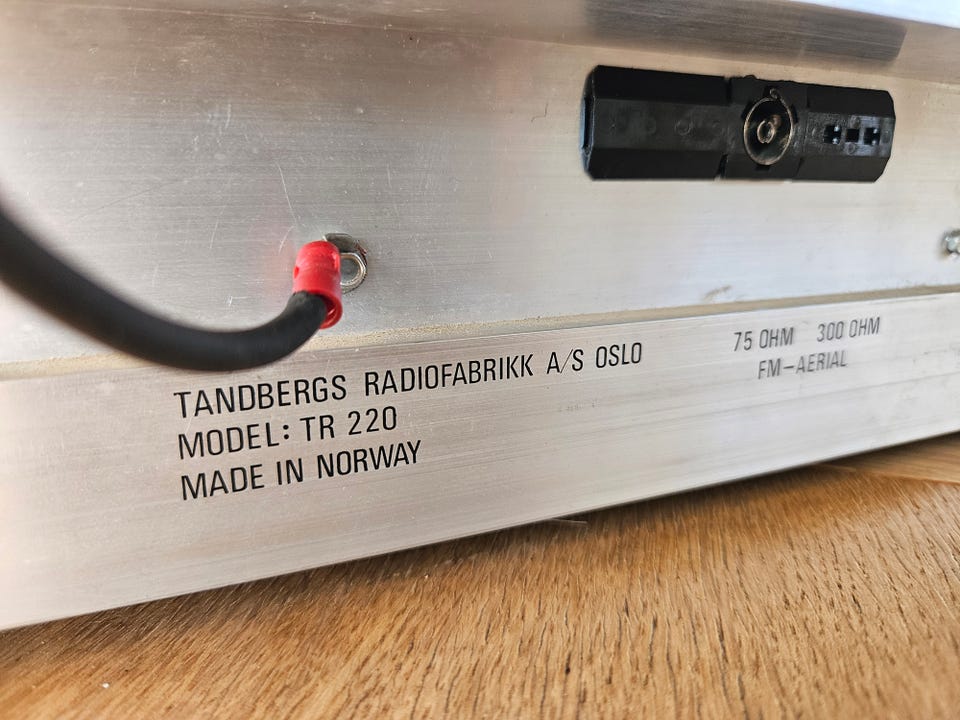 TANDBERGS RADIOFABRIKK A/S OSLO
MODEL: TR 220
MADE IN NORWAY
75 OHM 300 OHM
FM-AERIAL